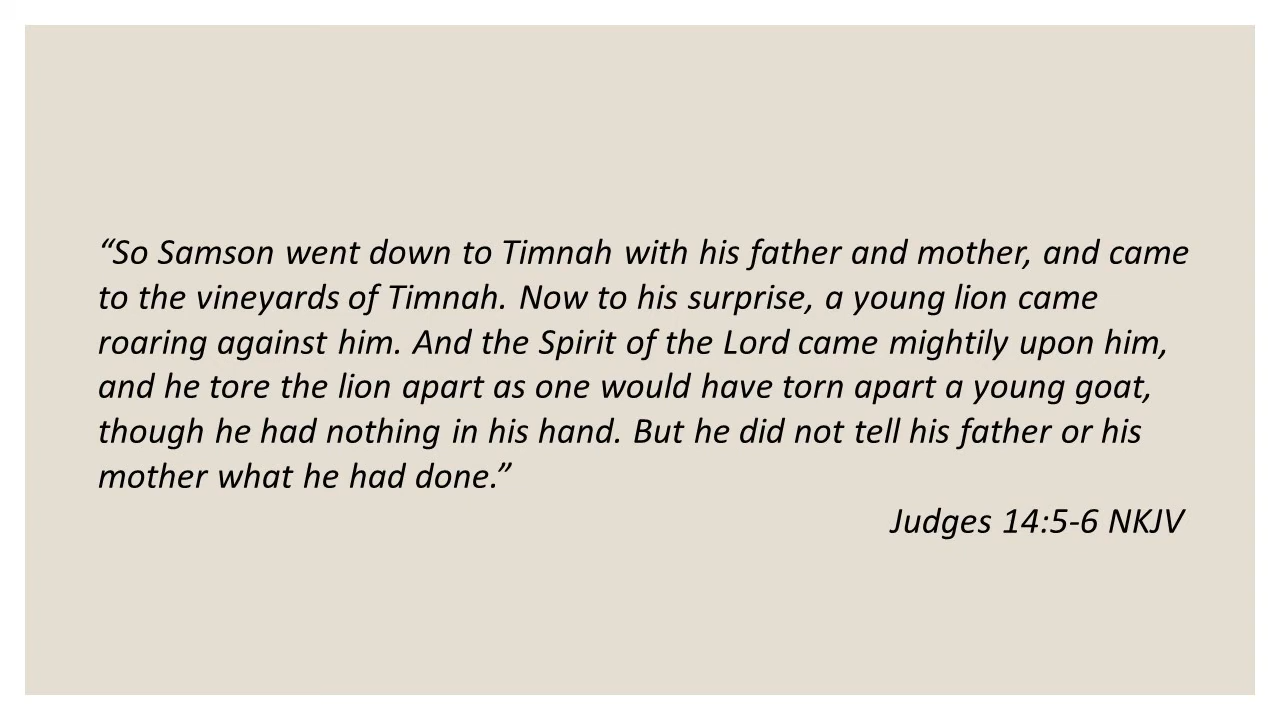 “So Samson went down to Timnah with his father and mother, and came
to the vineyards of Timnah. Now to his surprise, a young lion came
roaring against him. And the Spirit of the Lord came mightily upon him,
and he tore the lion apart as one would have torn apart a young goat,
though he had nothing in his hand. But he did not tell his father or his
mother what he had done.”
Judges 14:5-6 NKJV